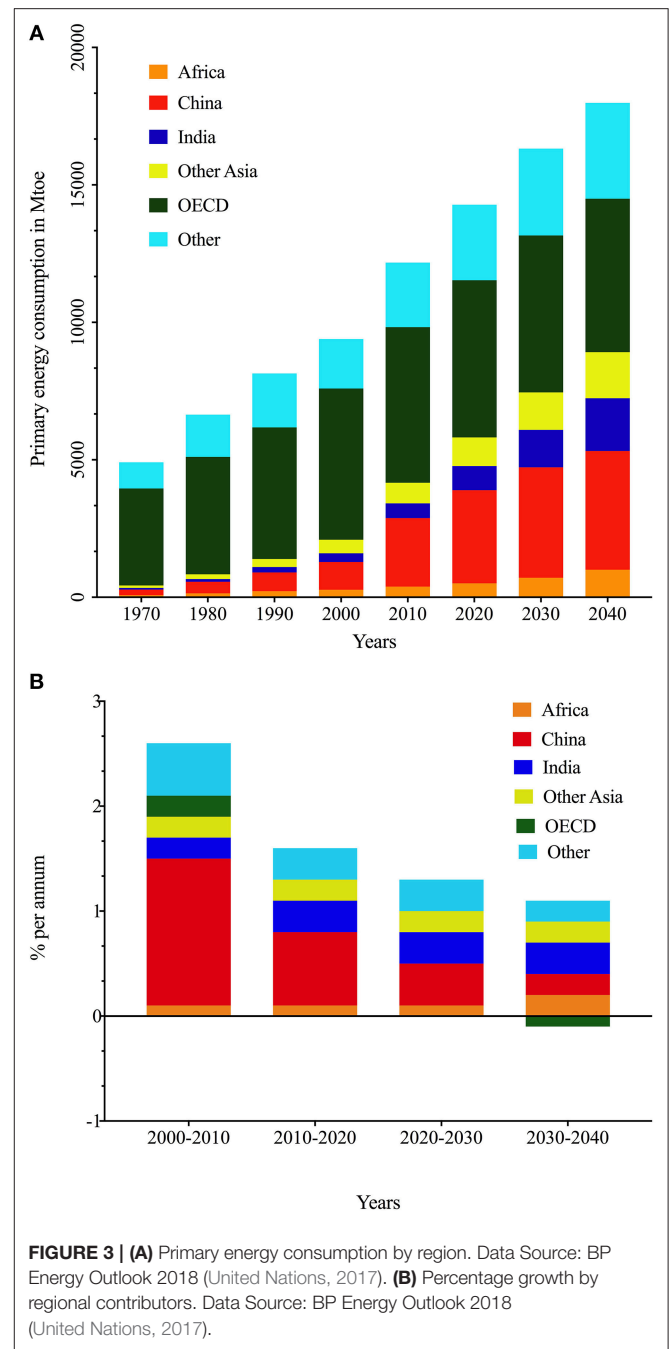 A
Primary energy consumption in Mtoe
20000
15000
10000
5000
0
Africa
China
India
Other Asia
OECD
Other
1970 1980 1990 2000 2010 2020 2030 2040
Years
B
% per annum
3
2
1
0
-1
Africa
China
India
Other Asia
OECD
Other
2000-2010 2010-2020 2020-2030 2030-2040
Years
FIGURE 3 | (A) Primary energy consumption by region. Data Source: BP
Energy Outlook 2018 (United Nations, 2017). (B) Percentage growth by
regional contributors. Data Source: BP Energy Outlook 2018
(United Nations, 2017).